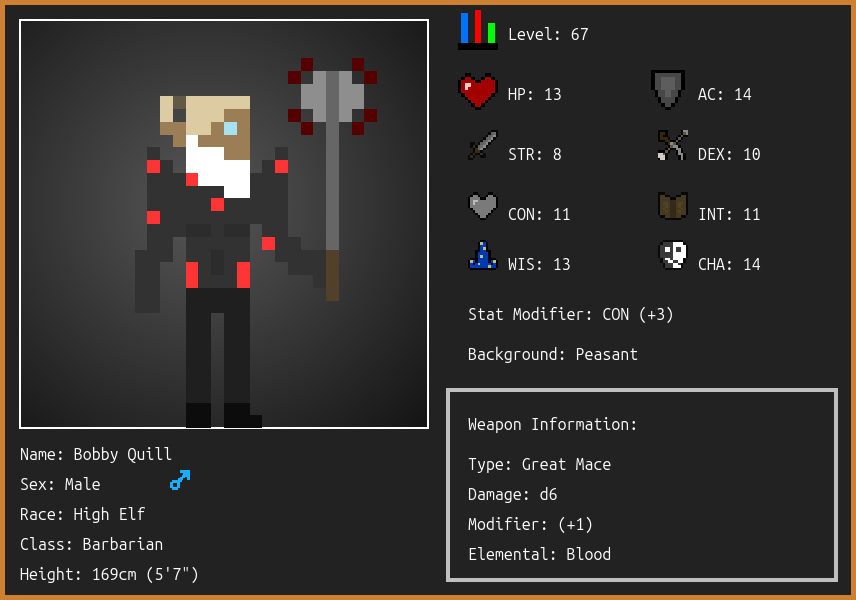 Level: 67
HP: 13
AC: 14
STR: 8
DEX: 10
CON: 11
INT: 11
WIS: 13
CHA: 14
Stat Modifier: CON (+3)
Background: Peasant
Weapon Information:
Type: Great Mace
Damage: d6
Modifier: (+1)
Elemental: Blood
Name: Bobby Quill
Sex: Male
Race: High Elf
Class: Barbarian
Height: 169cm (5'7")